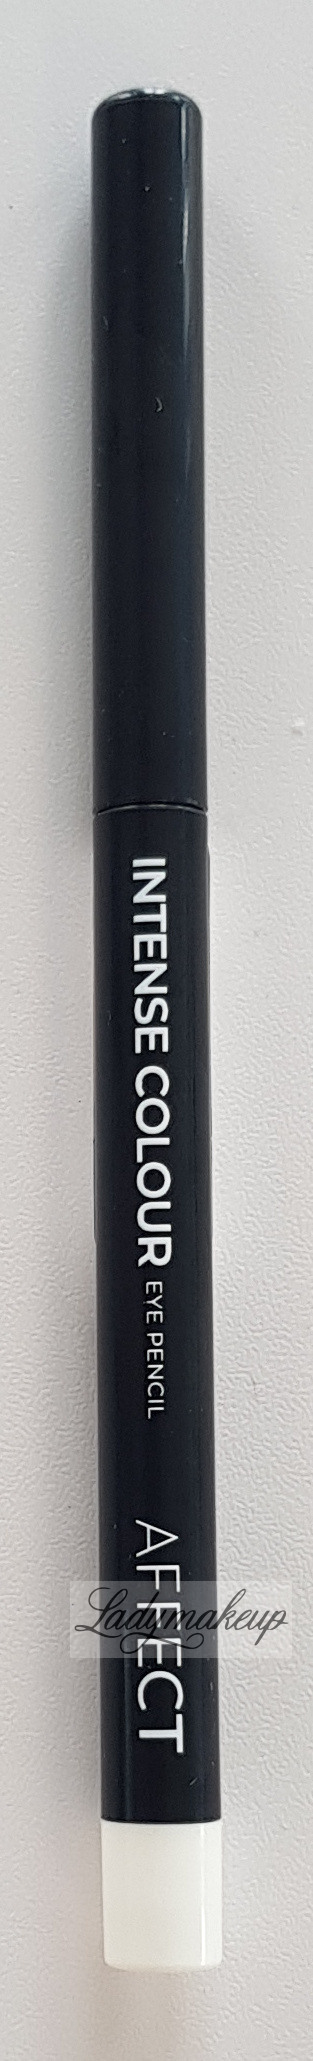 INTENSE COLOUR EYE PENCIL
AFFECT
Ladymakeup